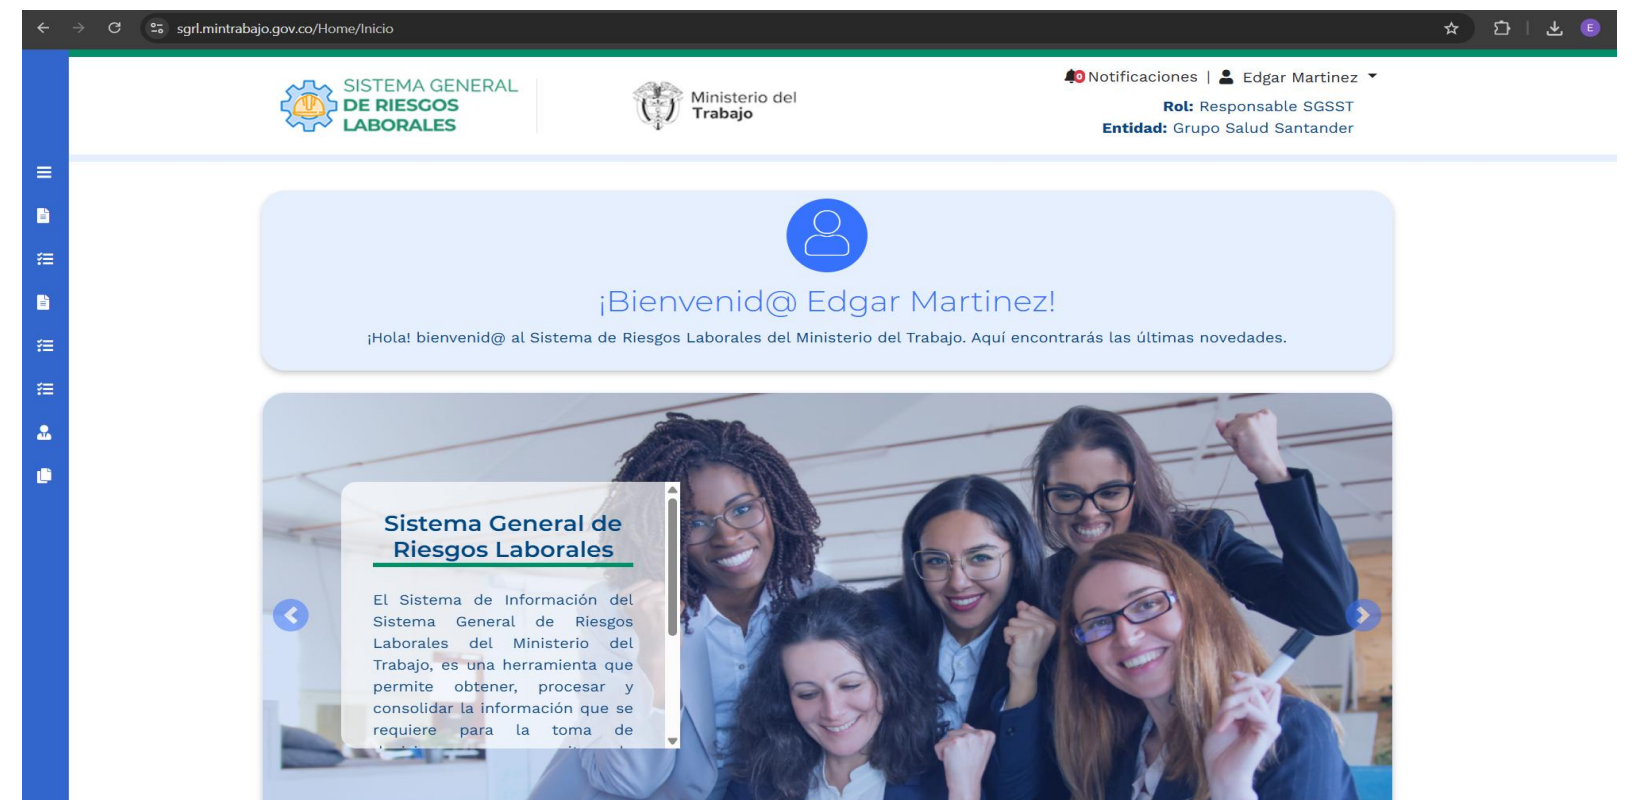 sgrl.mintrabajo.gov.co/Home/Inicio
E
SISTEMA GENERAL
DE RIESGOS
LABORALES
Ministerio del
Trabajo
0 Notificaciones | Edgar Martinez
Rol: Responsable SGSST
Entidad: Grupo Salud Santander
¡Bienvenid@ Edgar Martinez!
¡Hola! bienvenid@ al Sistema de Riesgos Laborales del Ministerio del Trabajo. Aquí encontrarás las últimas novedades.
Sistema General de
Riesgos Laborales
El Sistema de Información del
Sistema General de Riesgos
Laborales del Ministerio del
Trabajo, es una herramienta que
permite obtener, procesar y
consolidar la información que se
requiere para la toma de